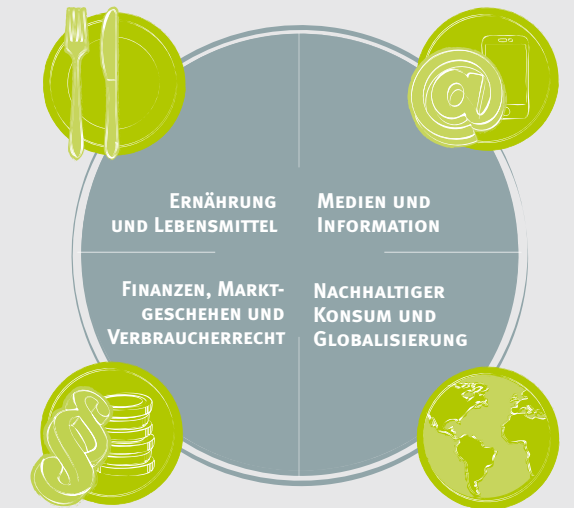 Ernährung
und Lebensmittel
Medien und
Information
Finanzen, Markt-
geschehen und
Verbraucherrecht
Nachhaltiger
Konsum und
Globalisierung
@
§